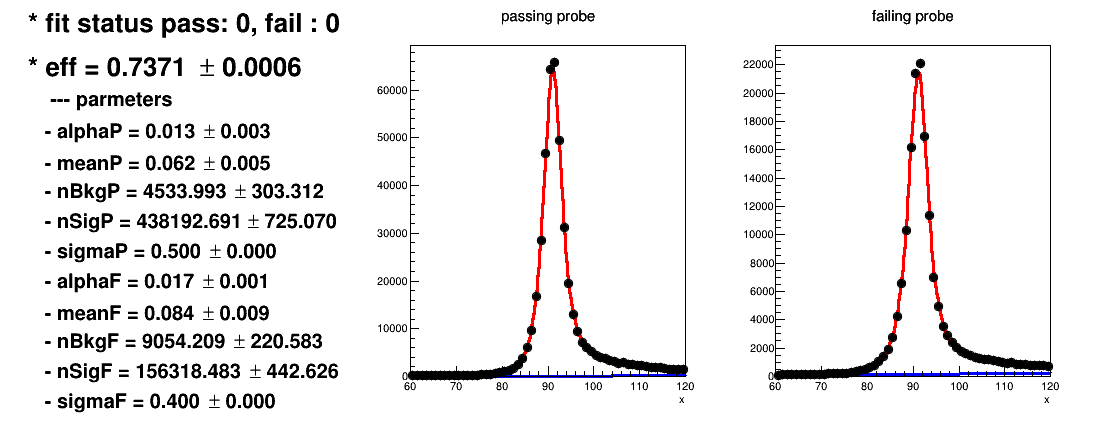 * fit status pass: 0, fail : 0
* eff = 0.7371 ± 0.0006
--- parmeters
- alphaP = 0.013 ± 0.003
- meanP = 0.062 ± 0.005
- nBkgP = 4533.993 ± 303.312
- nSigP = 438192.691 ± 725.070
- sigmaP = 0.500 ± 0.000
- alphaF = 0.017 ± 0.001
- meanF = 0.084 ± 0.009
- nBkgF = 9054.209 ± 220.583
- nSigF = 156318.483 ± 442.626
- sigmaF = 0.400 ± 0.000
passing probe
60000
50000
40000
30000
20000
10000
0
60 70 80 90 100 110 120
x
failing probe
22000
20000
18000
16000
14000
12000
10000
8000
6000
4000
2000
0
60 70 80 90 100 110 120
x